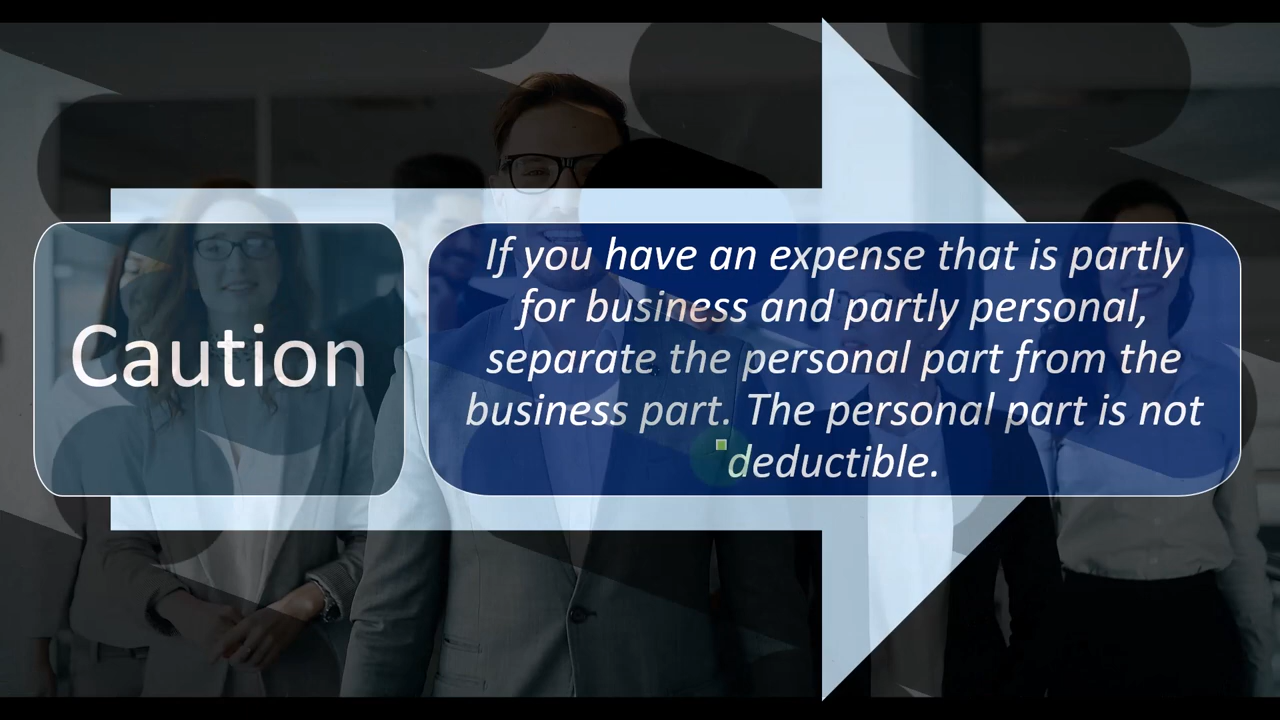 Caution
If you have an expense that is partly
for business and partly personal,
separate the personal part from the
business part. The personal part is not
deductible.